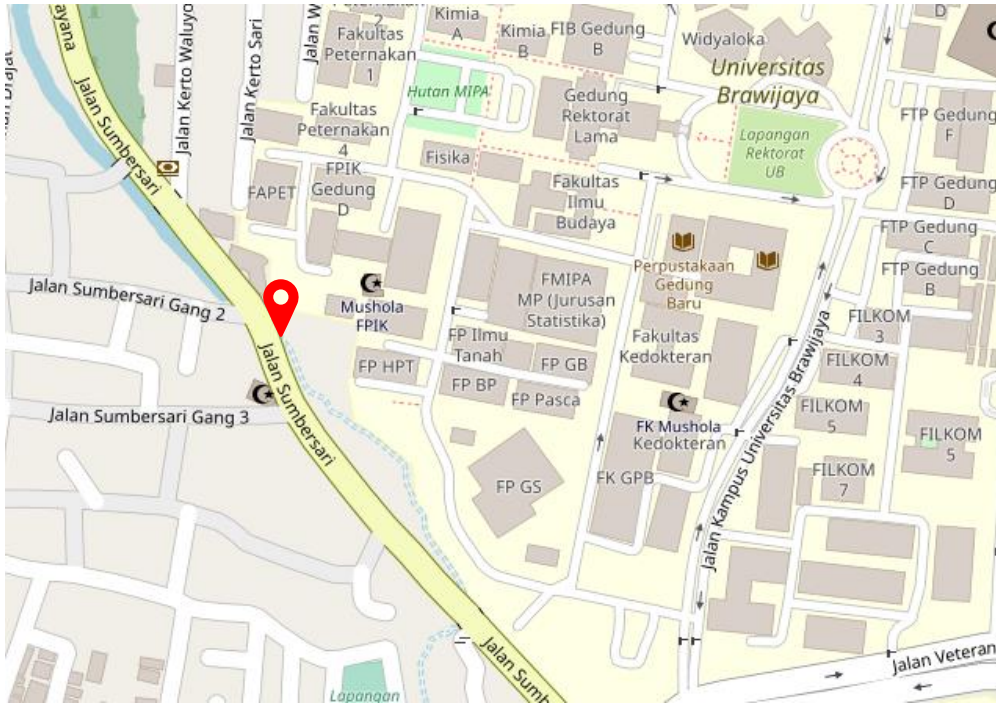 Peternakan
2
Kimia
A
Kimia
B
FIB Gedung
B
Widyaloka
Universitas
Brawijaya
Fakultas
Peternakan
1
Hutan MIPA
Gedung
Rektorat
Lama
Lapangan
Rektorat
UB
FTP Gedung
F
Jalan Kerto Waluyo
Jalan Kerto Sari
Jalan W
Jalan Sumbersari
Fakultas
Peternakan
4
Fisika
FAPET
FPIK
Gedung
D
Fakultas
Ilmu
Budaya
FTP Gedung
D
FTP Gedung
C
FTP Gedung
B
Perpustakaan
Gedung
Baru
FMIPA
MP (Jurusan
Statistika)
Mushola
FPIK
Jalan Sumbersari Gang 2
FP Ilmu
Tanah
FP GB
FP HPT
FP BP
FP Pasca
Fakultas
Kedokteran
FILKOM
3
FILKOM
4
FILKOM
5
FILKOM
5
FILKOM
7
Jalan Sumbersari
Jalan Sumbersari Gang 3
FK Mushola
Kedokteran
FP GS
FK GPB
Jalan Kampus Universitas Brawijaya
Jalan Sumb
Jalan Veteran
Lapangan